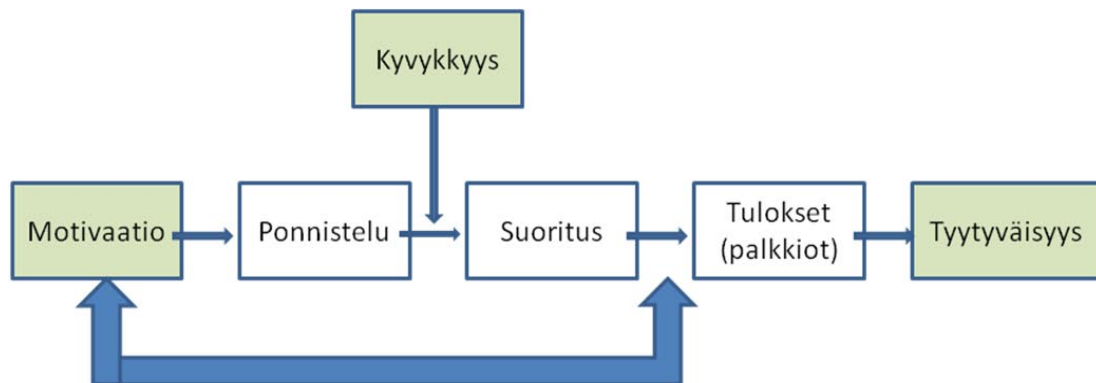 Kyvykkyys
Motivaatio
Ponnistelu
Suoritus
Tulokset
(palkkiot)
Tyytyväisyys